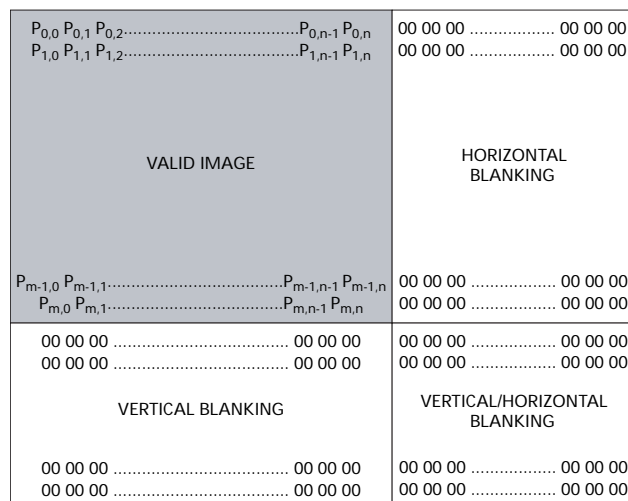 P0,0 P0,1 P0,2.....................................P0,n-1 P0,n
00 00 00 ................. 00 00 00
P1,0 P1,1 P1,2.....................................P1,n-1 P1,n
00 00 00 ................. 00 00 00
VALID IMAGE
HORIZONTAL
BLANKING
Pm-1,0 Pm-1,1.....................................Pm-1,n-1 Pm-1,n
00 00 00 ................. 00 00 00
Pm,0 Pm,1.....................................Pm,n-1 Pm,n
00 00 00 ................. 00 00 00
00 00 00 ..................................... 00 00 00
00 00 00 ................. 00 00 00
00 00 00 ..................................... 00 00 00
00 00 00 ................. 00 00 00
VERTICAL BLANKING
VERTICAL/HORIZONTAL
BLANKING
00 00 00 ..................................... 00 00 00
00 00 00 ................. 00 00 00
00 00 00 ..................................... 00 00 00
00 00 00 ................. 00 00 00